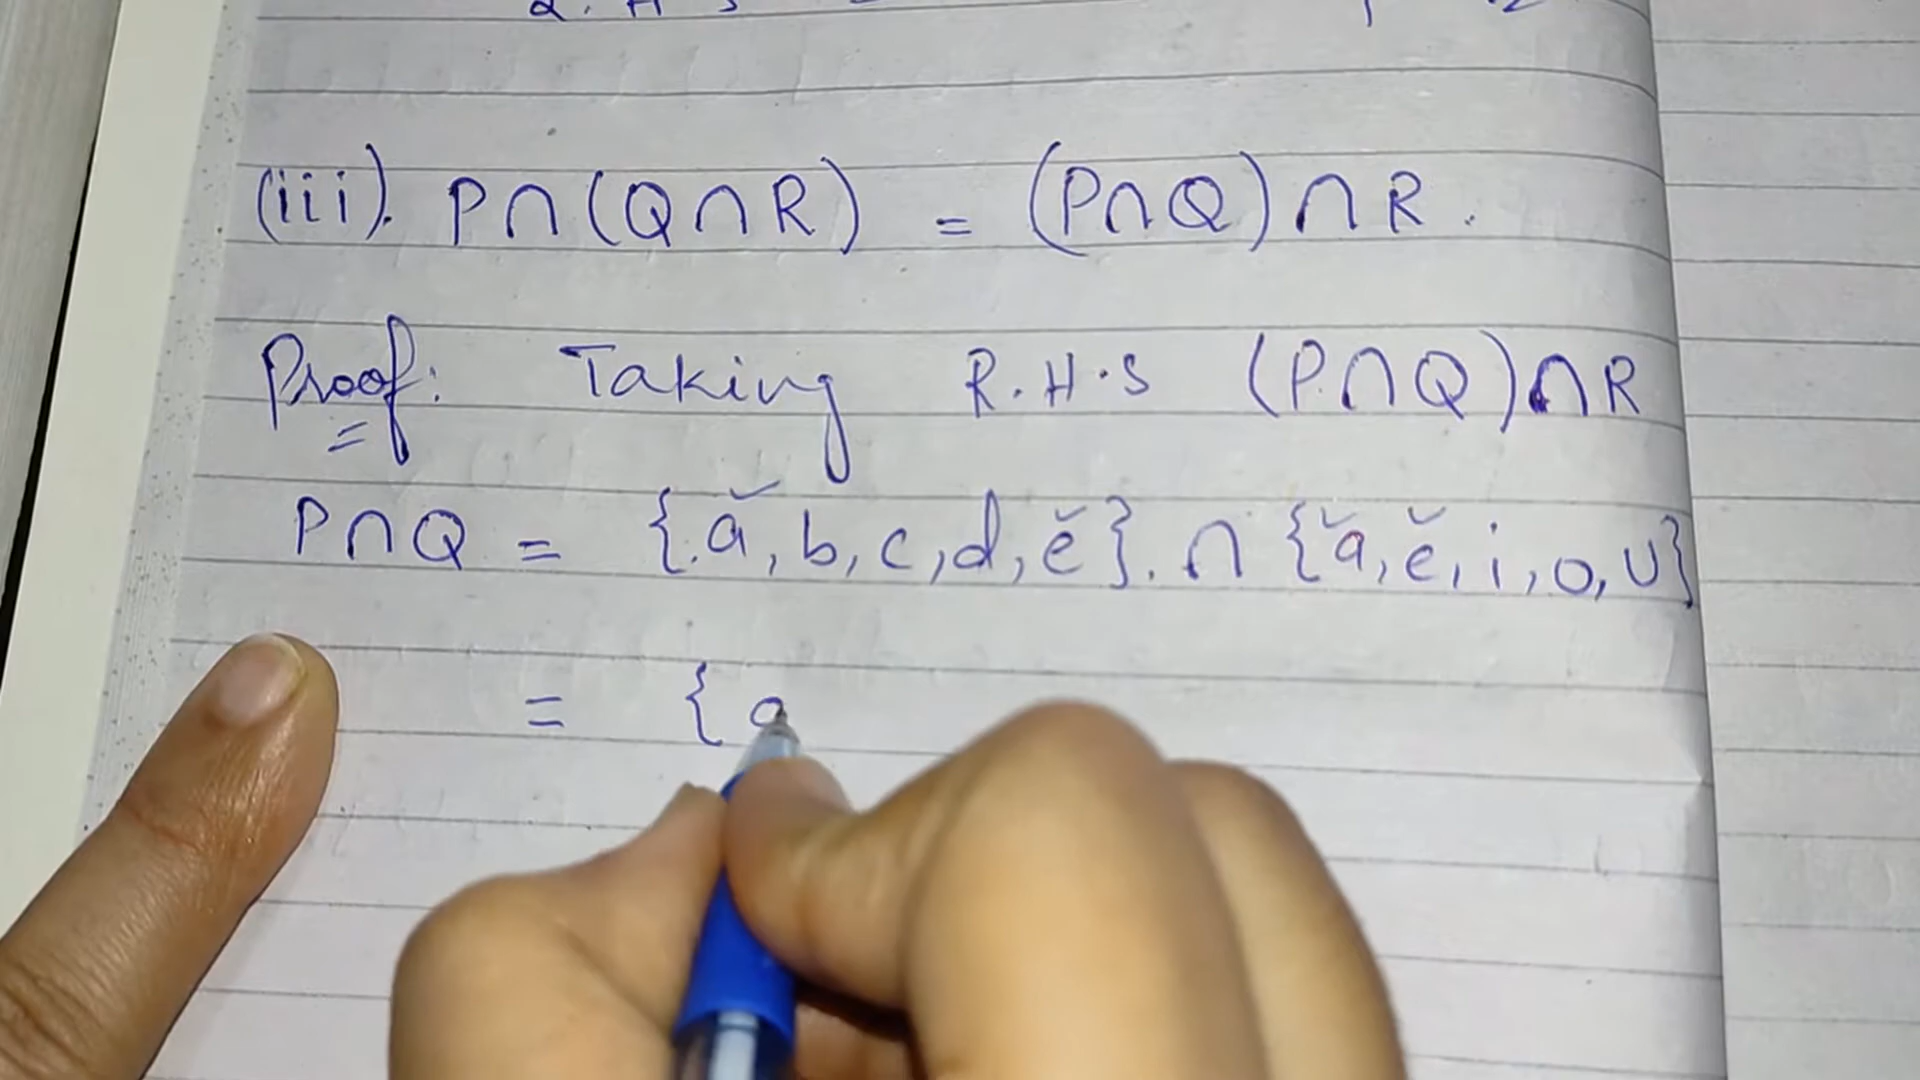 (iii). P∩(Q∩R) = (P∩Q)∩R.
Proof: Taking R.H.S (P∩Q)∩R
P∩Q = {a, b, c, d, e}. ∩ {a, e, i, o, u}
= {a